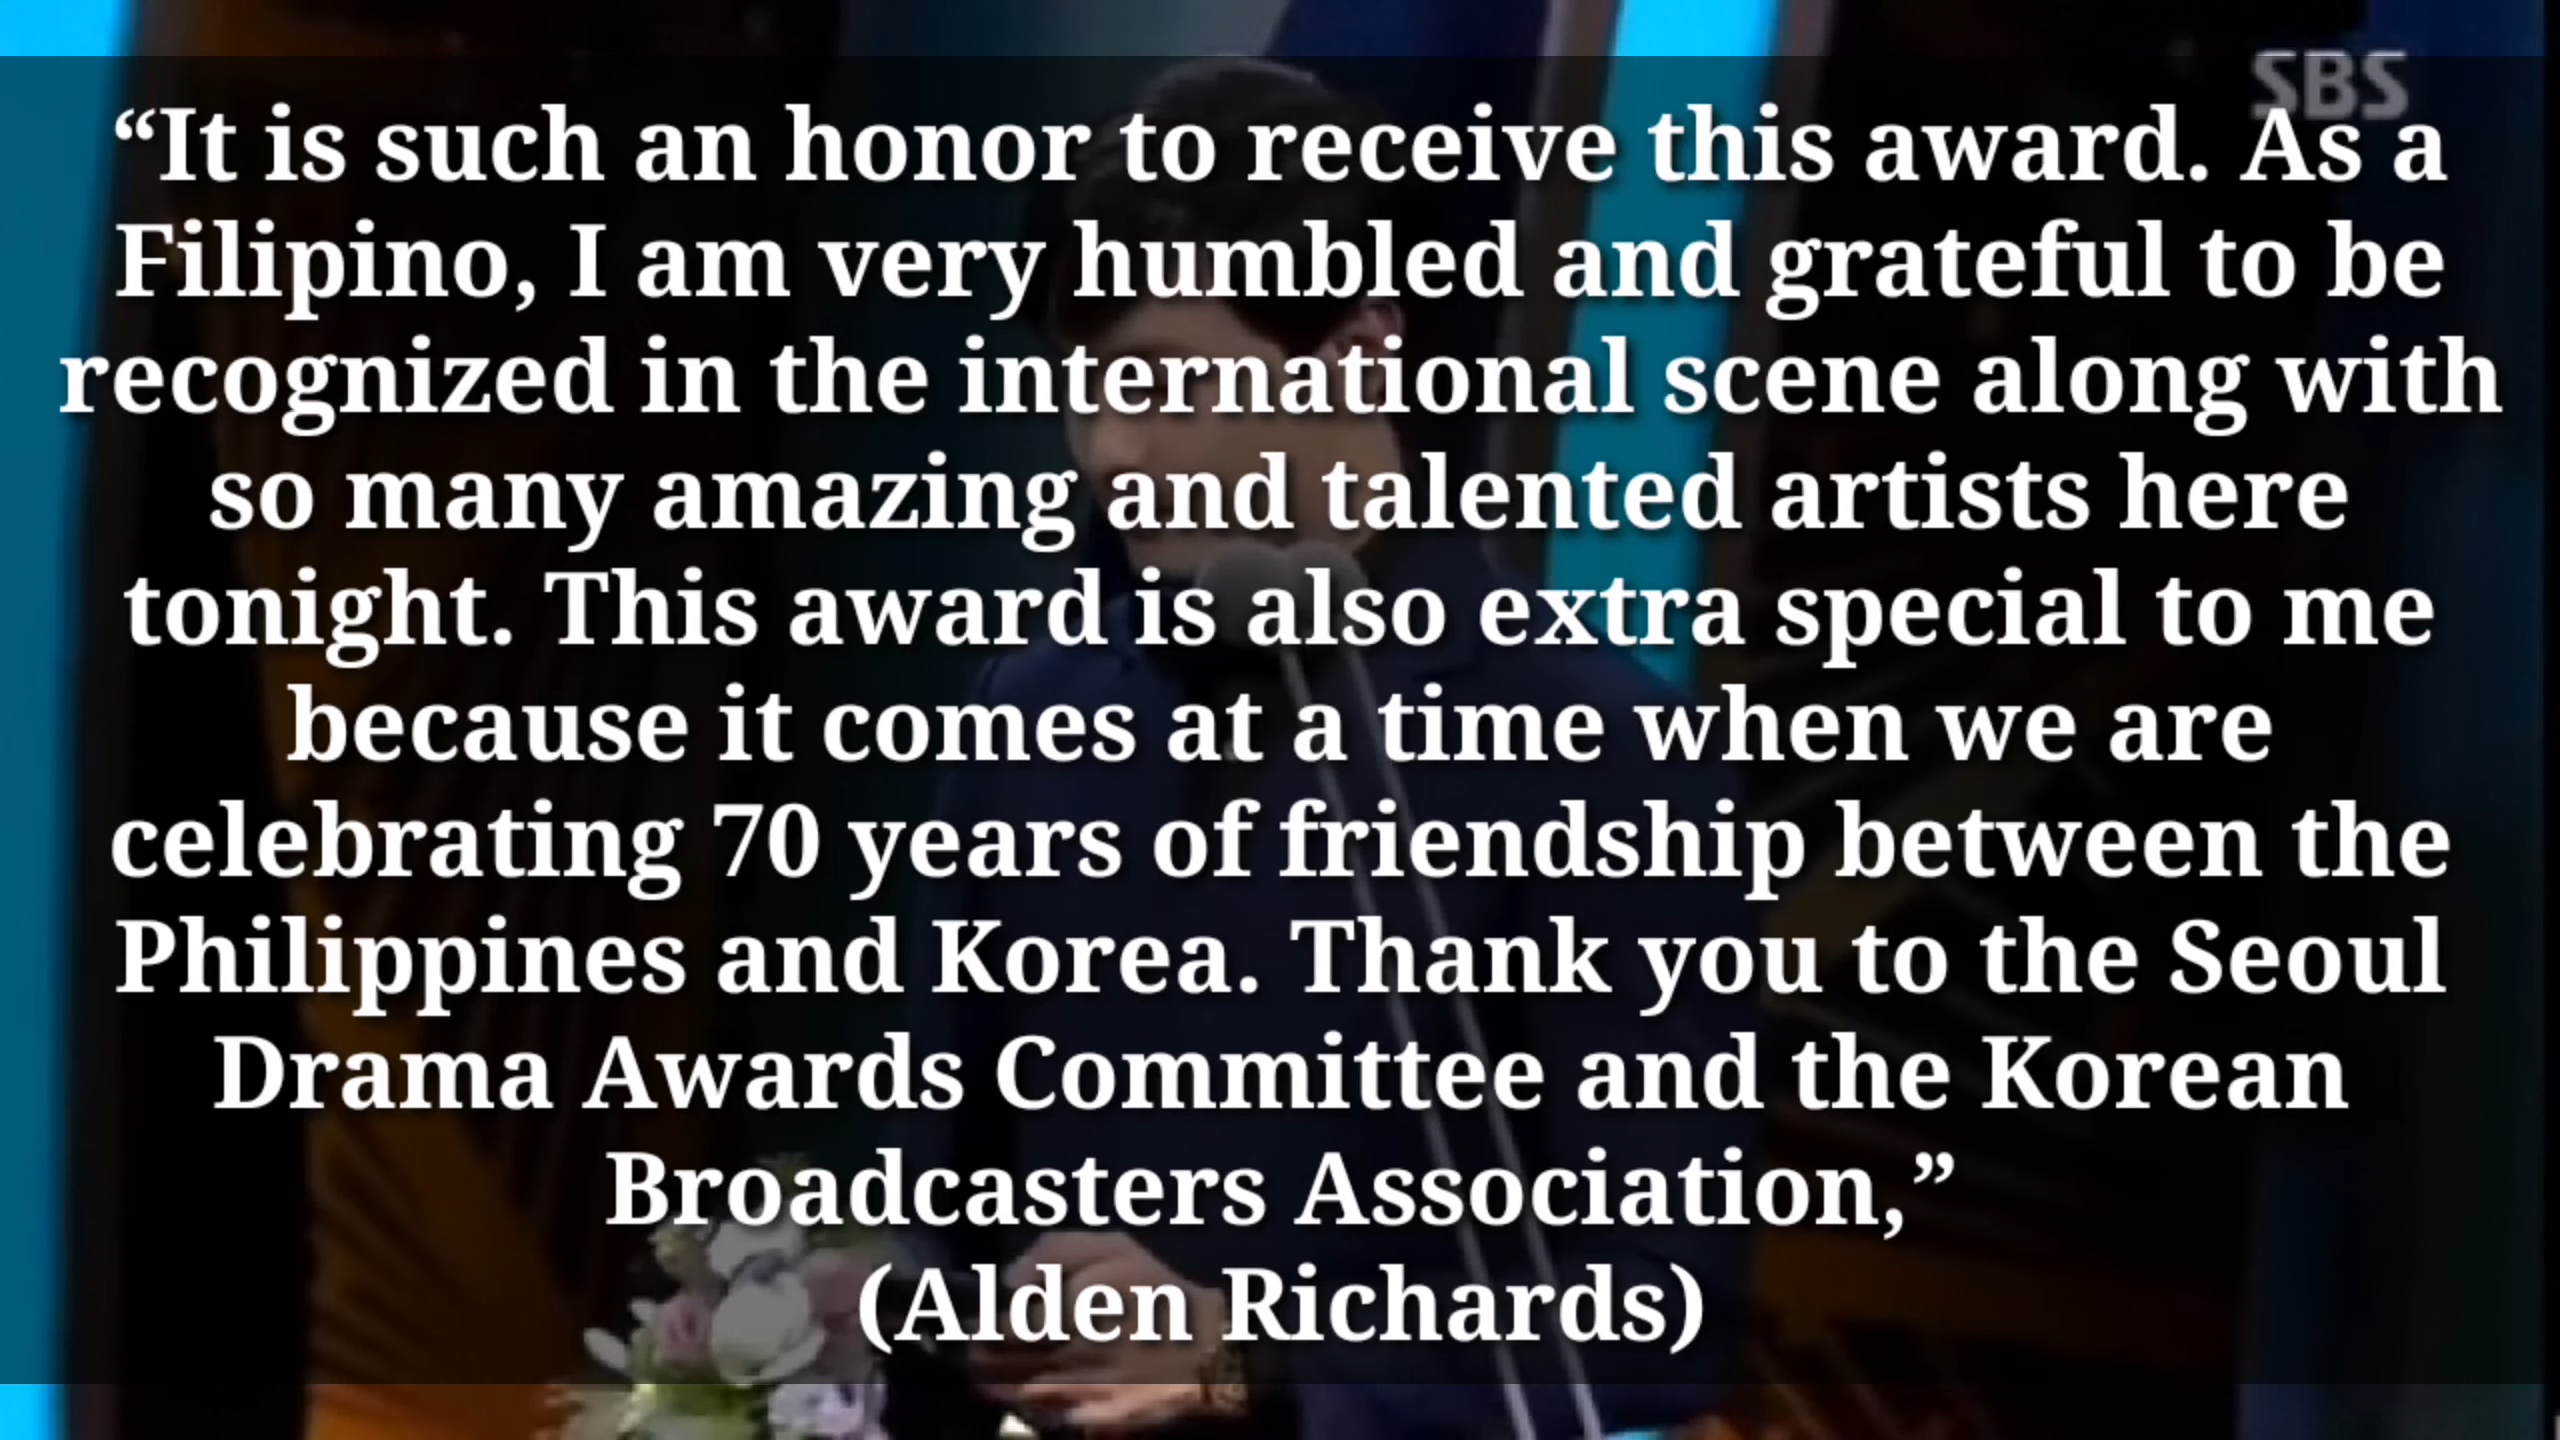 SBS
“It is such an honor to receive this award. As a
Filipino, I am very humbled and grateful to be
recognized in the international scene along with
so many amazing and talented artists here
tonight. This award is also extra special to me
because it comes at a time when we are
celebrating 70 years of friendship between the
Philippines and Korea. Thank you to the Seoul
Drama Awards Committee and the Korean
Broadcasters Association,”
(Alden Richards)